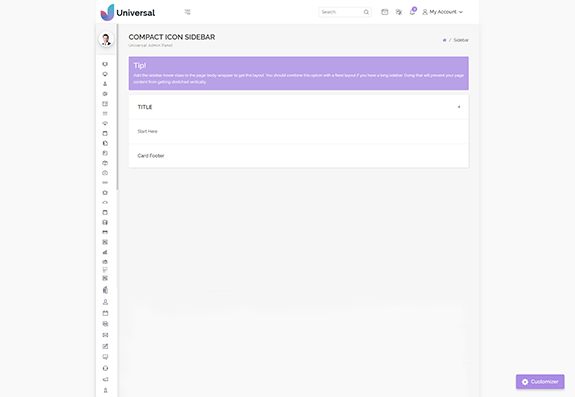 Universal
Search
My Account
COMPACT ICON SIDEBAR
Universal Admin Panel
/ Sidebar
Tip!
Add the sidebar-hover class to the page-body-wrapper to get this layout. You should combine this option with a fixed layout if you have a long sidebar. Doing that will prevent your page
content from getting stretched vertically.
TITLE
Start Here
Card Footer
Customizer